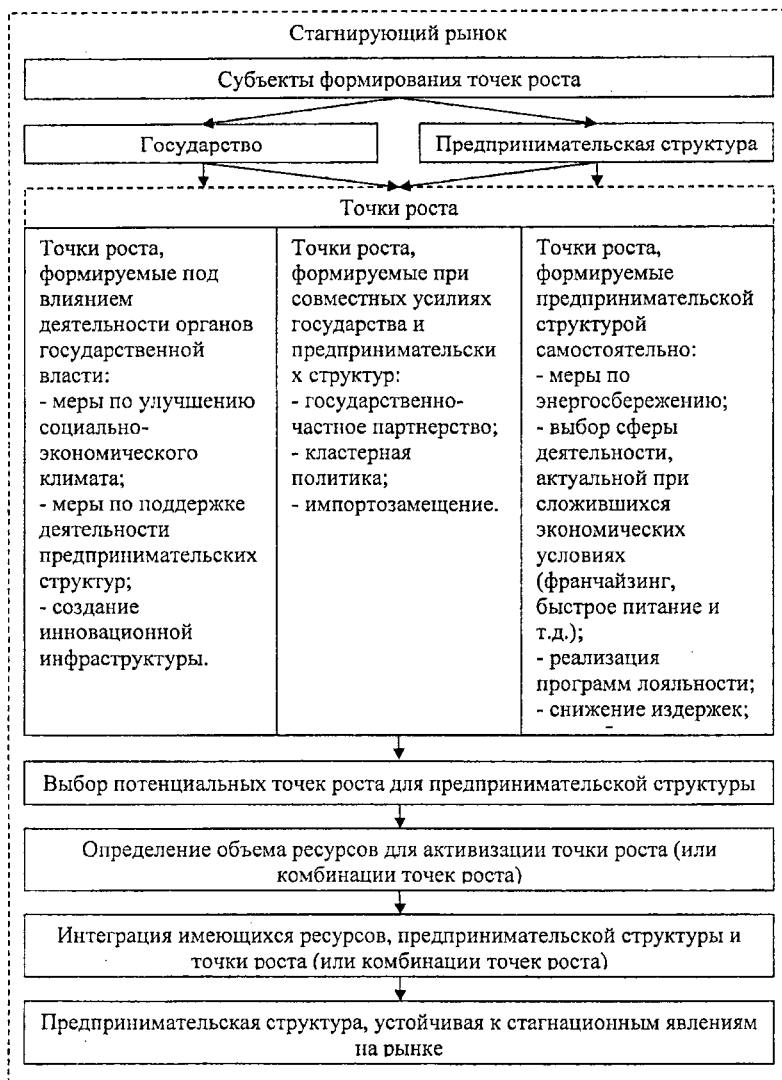 Стагнирующий рынок
Субъекты формирования точек роста
Государство
Предпринимательская структура
Точки роста
Точки роста,
формируемые под
влиянием
деятельности органов
государственной
власти:
- меры по улучшению
социально-
экономического
климата;
- меры по поддержке
деятельности
предпринимательских
структур;
- создание
инновационной
инфраструктуры.
Точки роста,
формируемые при
совместных усилиях
государства и
предпринимательски
х структур:
- государственно-
частное партнерство;
- кластерная
политика;
- импортозамещение.
Точки роста,
формируемые
предпринимательской
структурой
самостоятельно:
- меры по
энергосбережению;
- выбор сферы
деятельности,
актуальной при
сложившихся
экономических
условиях
(франчайзинг,
быстрое питание и
т.д.);
- реализация
программ лояльности;
- снижение издержек;
Выбор потенциальных точек роста для предпринимательской структуры
Определение объема ресурсов для активизации точки роста (или
комбинации точек роста)
Интеграция имеющихся ресурсов, предпринимательской структуры и
точки роста (или комбинации точек роста)
Предпринимательская структура, устойчивая к стагнационным явлениям
на рынке